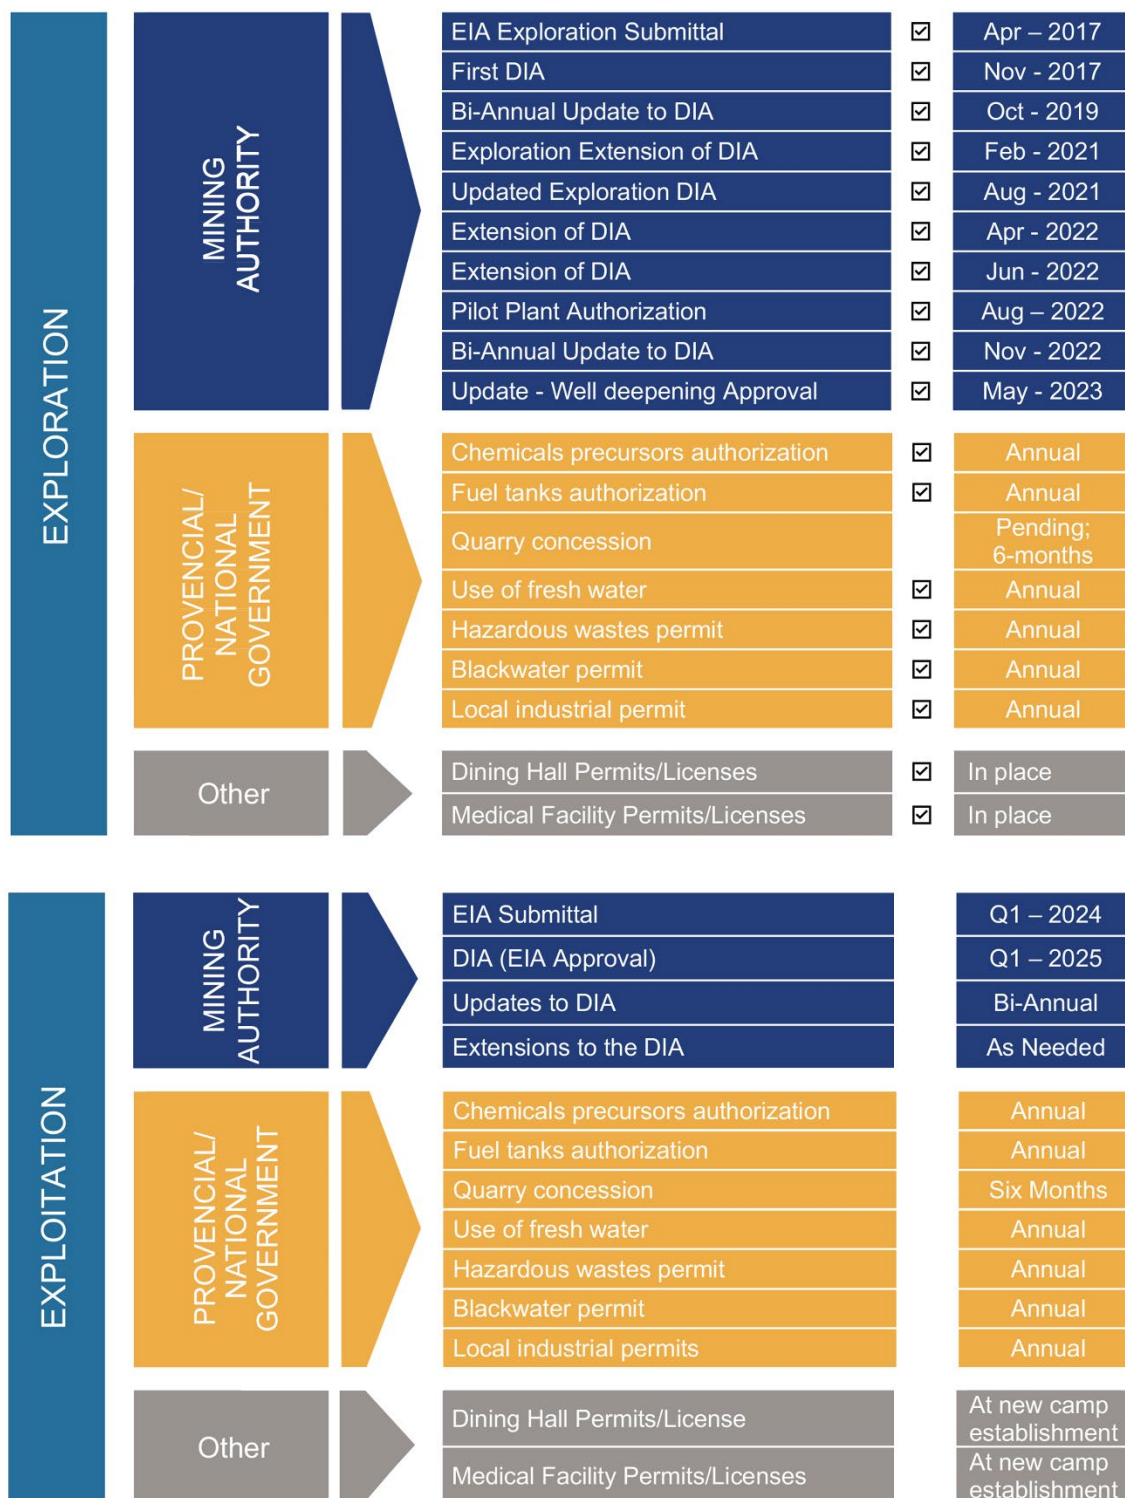 EXPLORATION
MINING
AUTHORITY
EIA Exploration Submittal ☑ Apr – 2017
First DIA ☑ Nov - 2017
Bi-Annual Update to DIA ☑ Oct - 2019
Exploration Extension of DIA ☑ Feb - 2021
Updated Exploration DIA ☑ Aug - 2021
Extension of DIA ☑ Apr - 2022
Extension of DIA ☑ Jun - 2022
Pilot Plant Authorization ☑ Aug – 2022
Bi-Annual Update to DIA ☑ Nov - 2022
Update - Well deepening Approval ☑ May - 2023
PROVENCIAL/
NATIONAL
GOVERNMENT
Chemicals precursors authorization ☑ Annual
Fuel tanks authorization ☑ Annual
Quarry concession
Pending;
6-months
Use of fresh water ☑ Annual
Hazardous wastes permit ☑ Annual
Blackwater permit ☑ Annual
Local industrial permit ☑ Annual
Other
Dining Hall Permits/Licenses ☑ In place
Medical Facility Permits/Licenses ☑ In place
EXPLOITATION
MINING
AUTHORITY
EIA Submittal Q1 – 2024
DIA (EIA Approval) Q1 – 2025
Updates to DIA Bi-Annual
Extensions to the DIA As Needed
PROVENCIAL/
NATIONAL
GOVERNMENT
Chemicals precursors authorization Annual
Fuel tanks authorization Annual
Quarry concession Six Months
Use of fresh water Annual
Hazardous wastes permit Annual
Blackwater permit Annual
Local industrial permits Annual
Other
Dining Hall Permits/License
At new camp
establishment
Medical Facility Permits/Licenses
At new camp
establishment